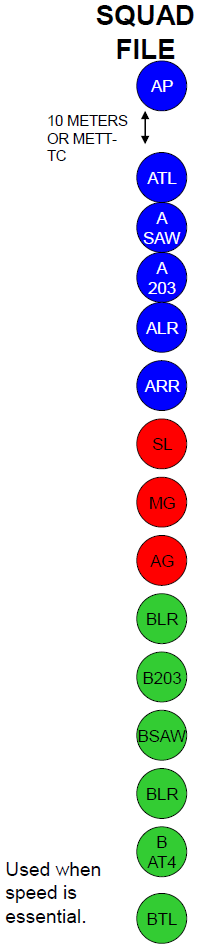 SQUAD
FILE
AP
10 METERS
OR METT-
TC
ATL
A
SAW
A
203
ALR
ARR
SL
MG
AG
BLR
B203
BSAW
BLR
B
AT4
Used when
speed is
essential.
BTL